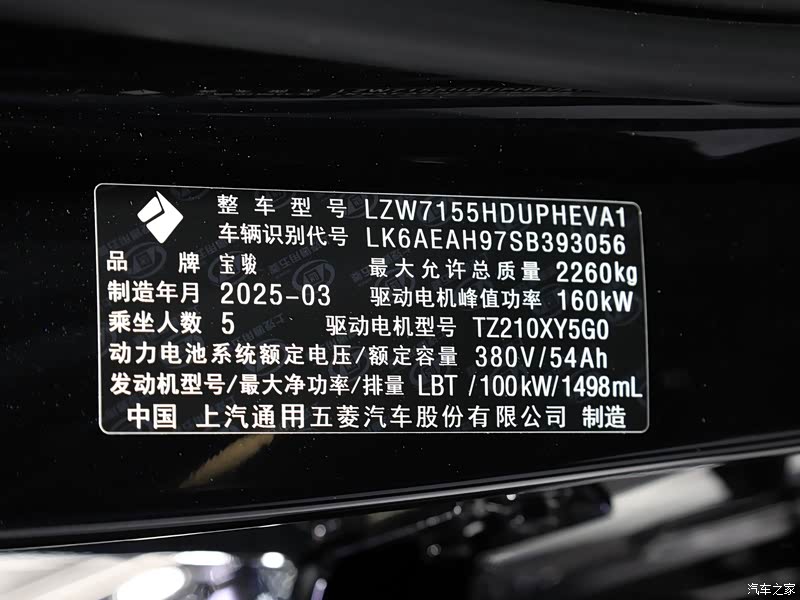 整车型号 LZW7155HDUPHEVA1
车辆识别代号 LK6AEAH97SB393056
品牌 宝骏 最大允许总质量 2260kg
制造年月 2025-03 驱动电机峰值功率 160kW
乘坐人数 5 驱动电机型号 TZ210XY5G0
动力电池系统额定电压/额定容量 380V/54Ah
发动机型号/最大净功率/排量 LBT /100kW/1498mL
中国 上汽通用五菱汽车股份有限公司 制造
汽车之家